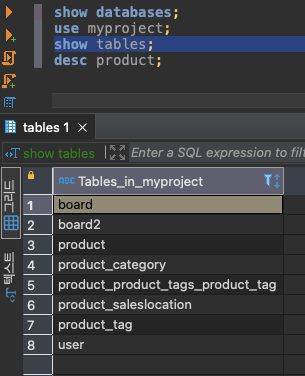 show databases;
use myproject;
show tables;
desc product;
tables 1 ×
show tables
Enter a SQL expression to filt
Tables_in_myproject
1 board
2 board2
3 product
4 product_category
5 product_product_tags_product_tag
6 product_saleslocation
7 product_tag
8 user
그리드
텍스트